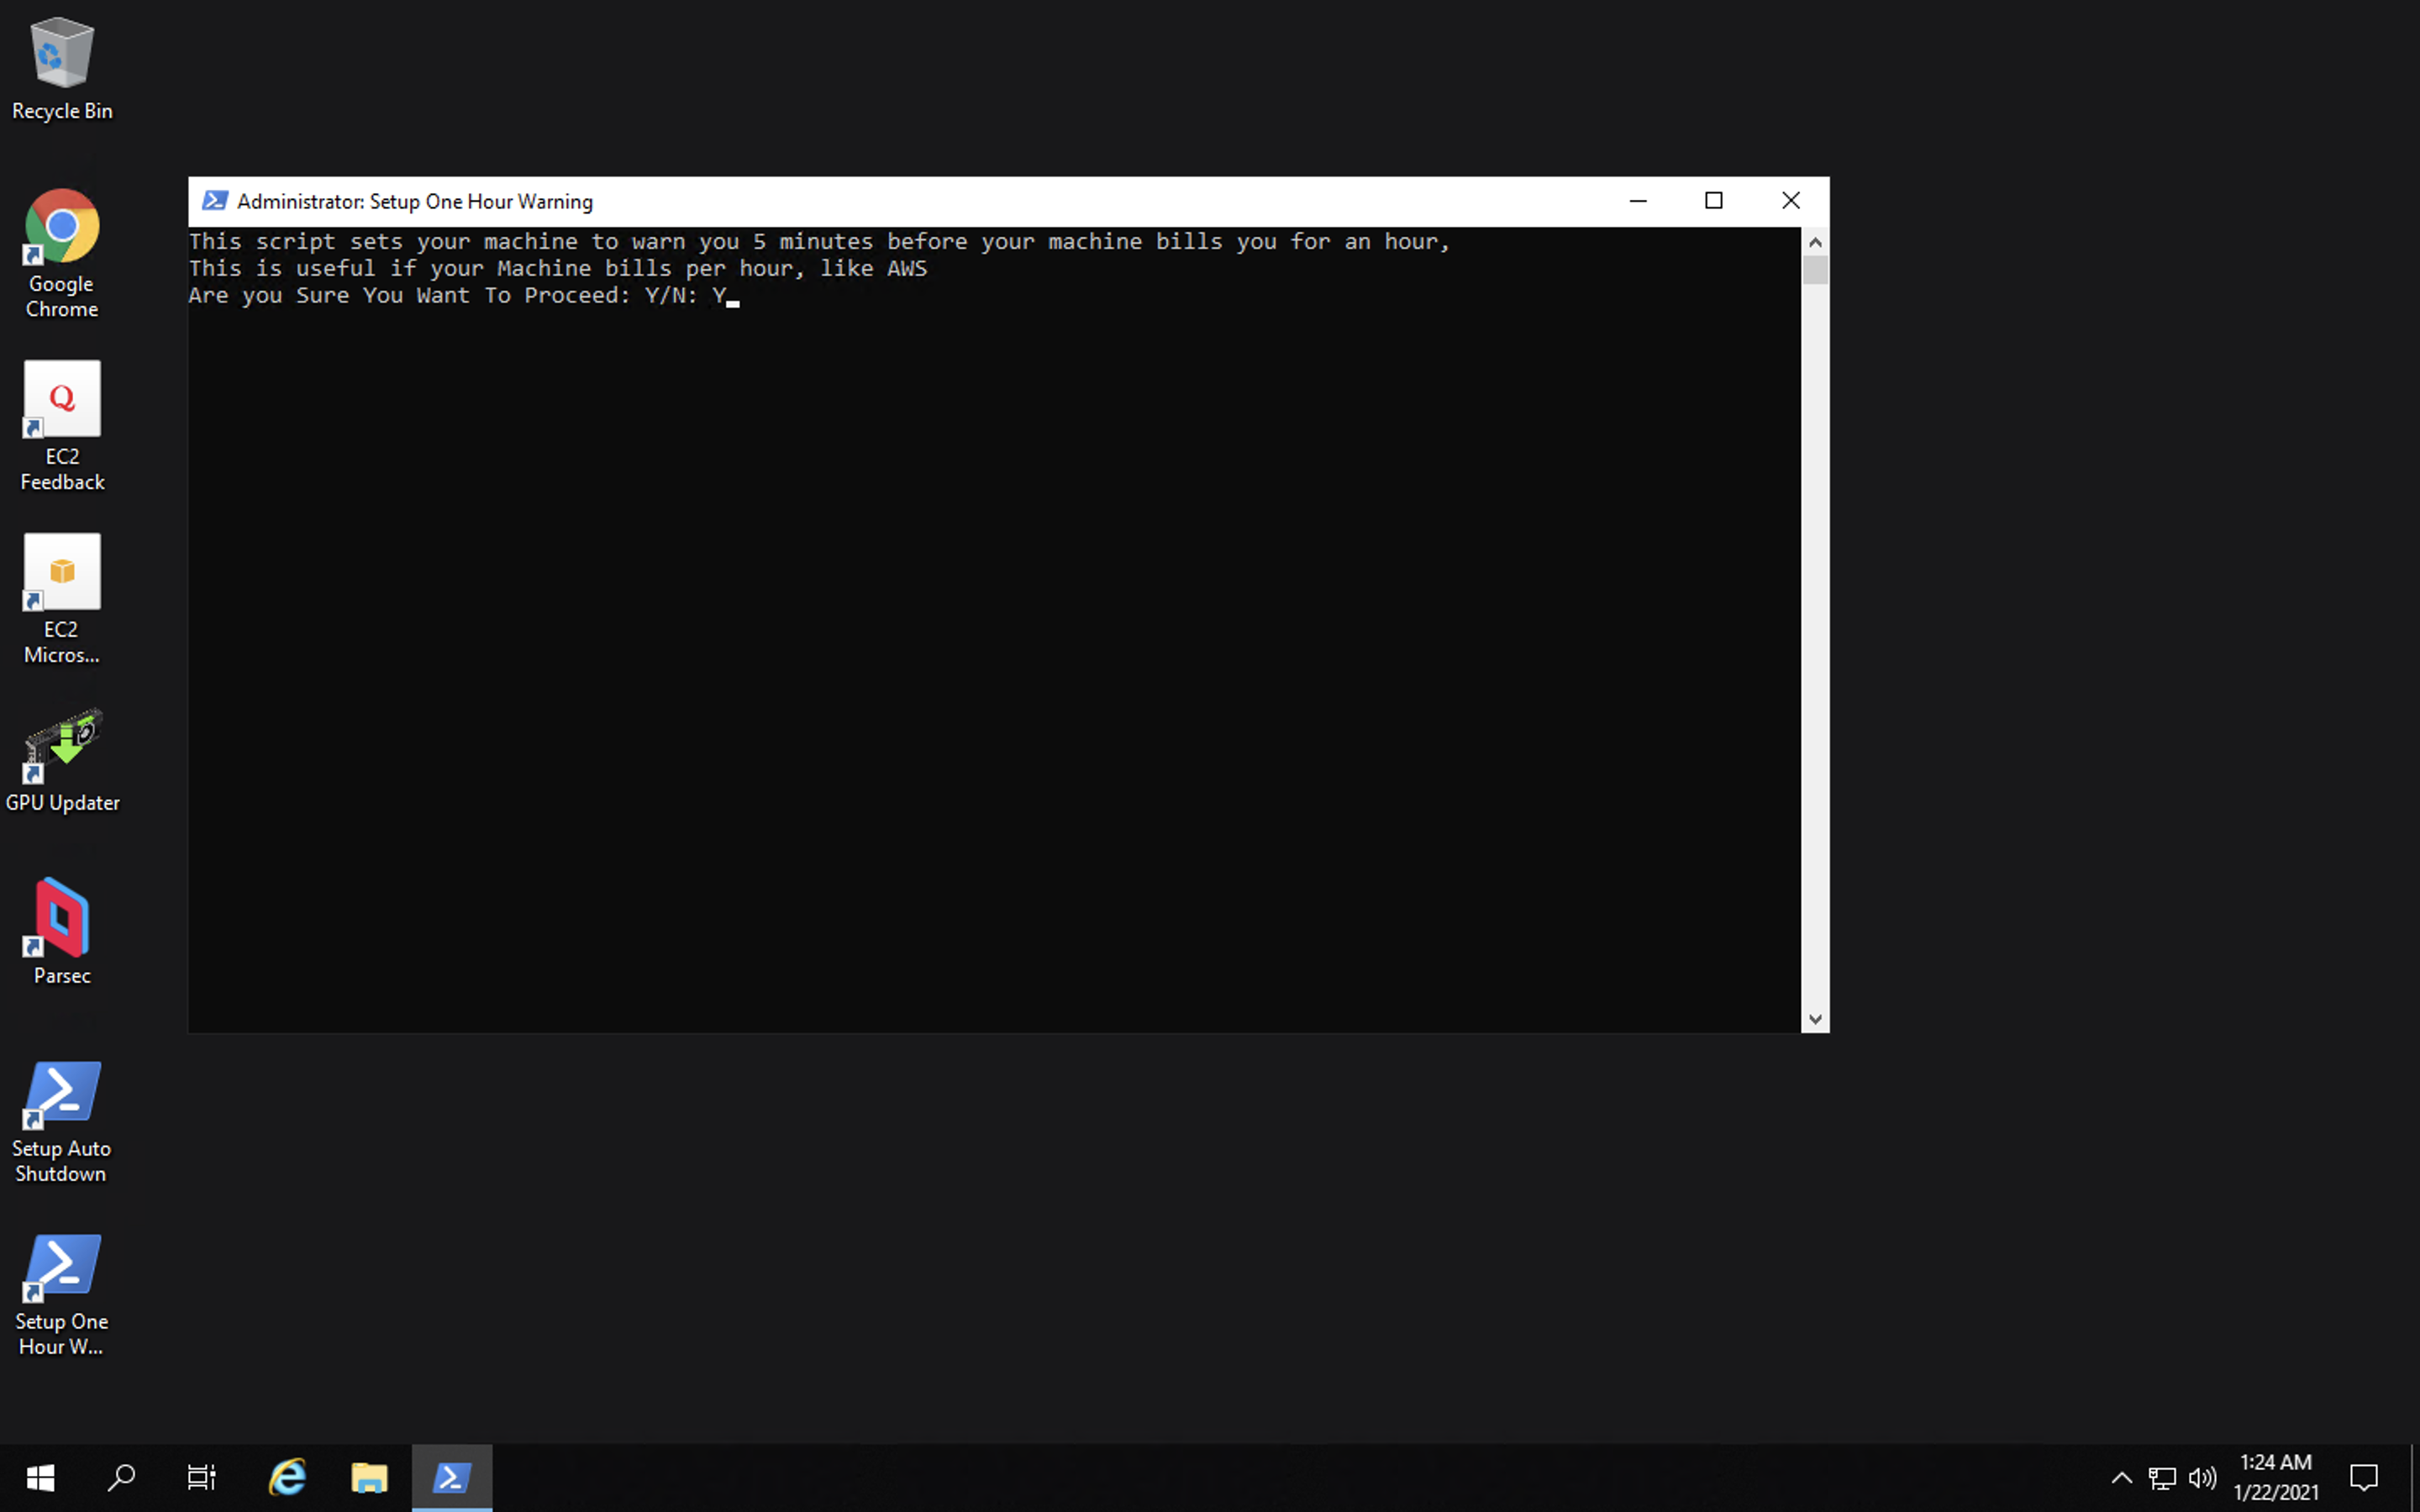 Recycle Bin
Google
Chrome
EC2
Feedback
EC2
Micros...
GPU Updater
Parsec
Setup Auto
Shutdown
Setup One
Hour W...
Administrator: Setup One Hour Warning
This script sets your machine to warn you 5 minutes before your machine bills you for an hour,
This is useful if your Machine bills per hour, like AWS
Are you Sure You Want To Proceed: Y/N: Y
1:24 AM
1/22/2021